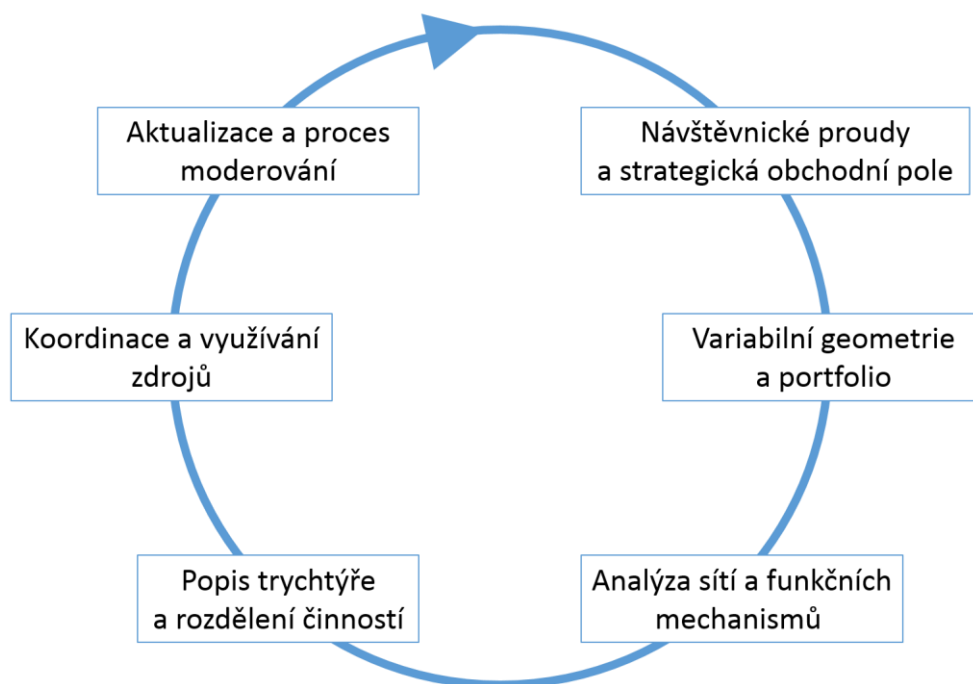 Aktualizace a proces
moderování
Návštěvnické proudy
a strategická obchodní pole
Koordinace a využívání
zdrojů
Variabilní geometrie
a portfolio
Popis trychtýře
a rozdělení činností
Analýza sítí a funkčních
mechanismů